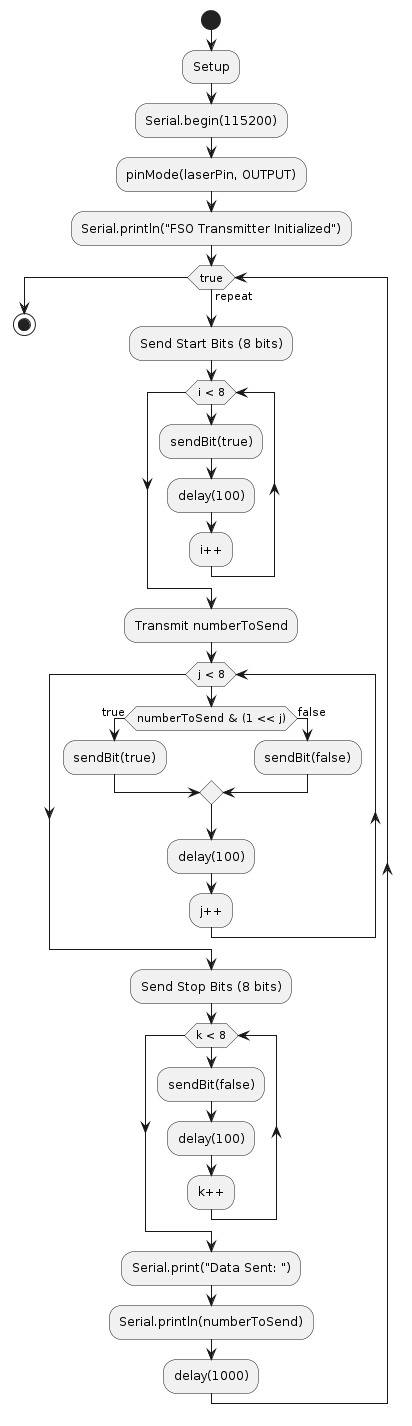 Setup
Serial.begin(115200)
pinMode(laserPin, OUTPUT)
Serial.println("FSO Transmitter Initialized")
true
repeat
Send Start Bits (8 bits)
i < 8
sendBit(true)
delay(100)
i++
Transmit numberToSend
j < 8
true
numberToSend & (1 << j)
false
sendBit(true)
sendBit(false)
delay(100)
j++
Send Stop Bits (8 bits)
k < 8
sendBit(false)
delay(100)
k++
Serial.print("Data Sent: ")
Serial.println(numberToSend)
delay(1000)